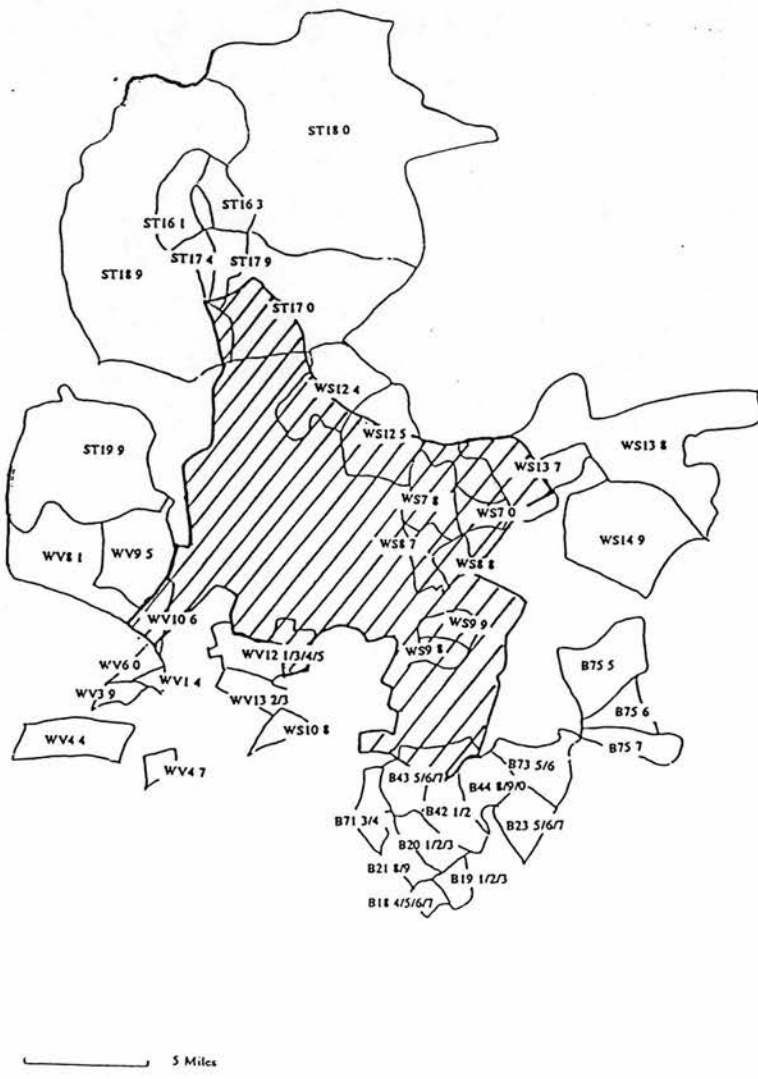 ST18 0
ST16 3
ST16 1
ST17 4
ST17 9
ST18 9
ST17 0
WS12 4
WS12 5
ST19 9
WS13 8
WS13 7
WS7 8
WS7 0
WS8 7
WS14 9
WV8 1
WV9 5
WS8 8
WV10 6
WS9 9
WS9 8
WV12 1/3/4/5
WV6 0
WV1 4
WV3 9
WV13 2/3
B75 5
B75 6
WS10 8
WV4 4
B75 7
B73 5/6
WV4 7
B43 5/6/7
B44 8/9/0
B42 1/2
B71 3/4
B23 5/6/7
B20 1/2/3
B21 8/9
B19 1/2/3
B18 4/5/6/7
5 Miles